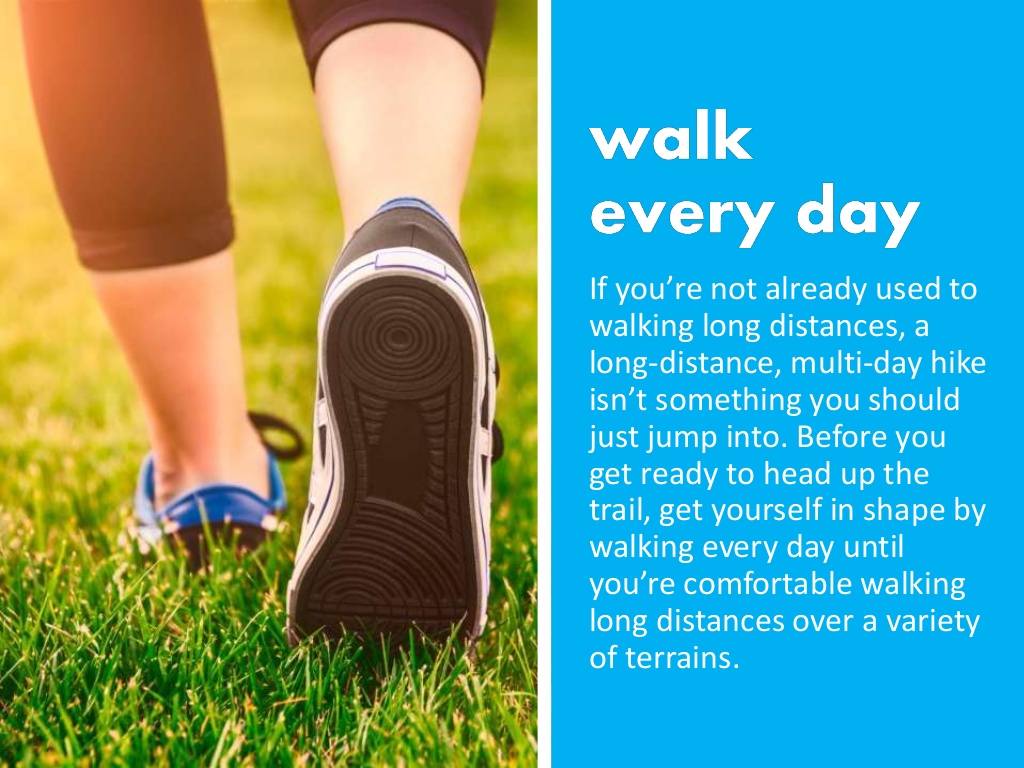 walk
every day
If you’re not already used to
walking long distances, a
long-distance, multi-day hike
isn’t something you should
just jump into. Before you
get ready to head up the
trail, get yourself in shape by
walking every day until
you’re comfortable walking
long distances over a variety
of terrains.